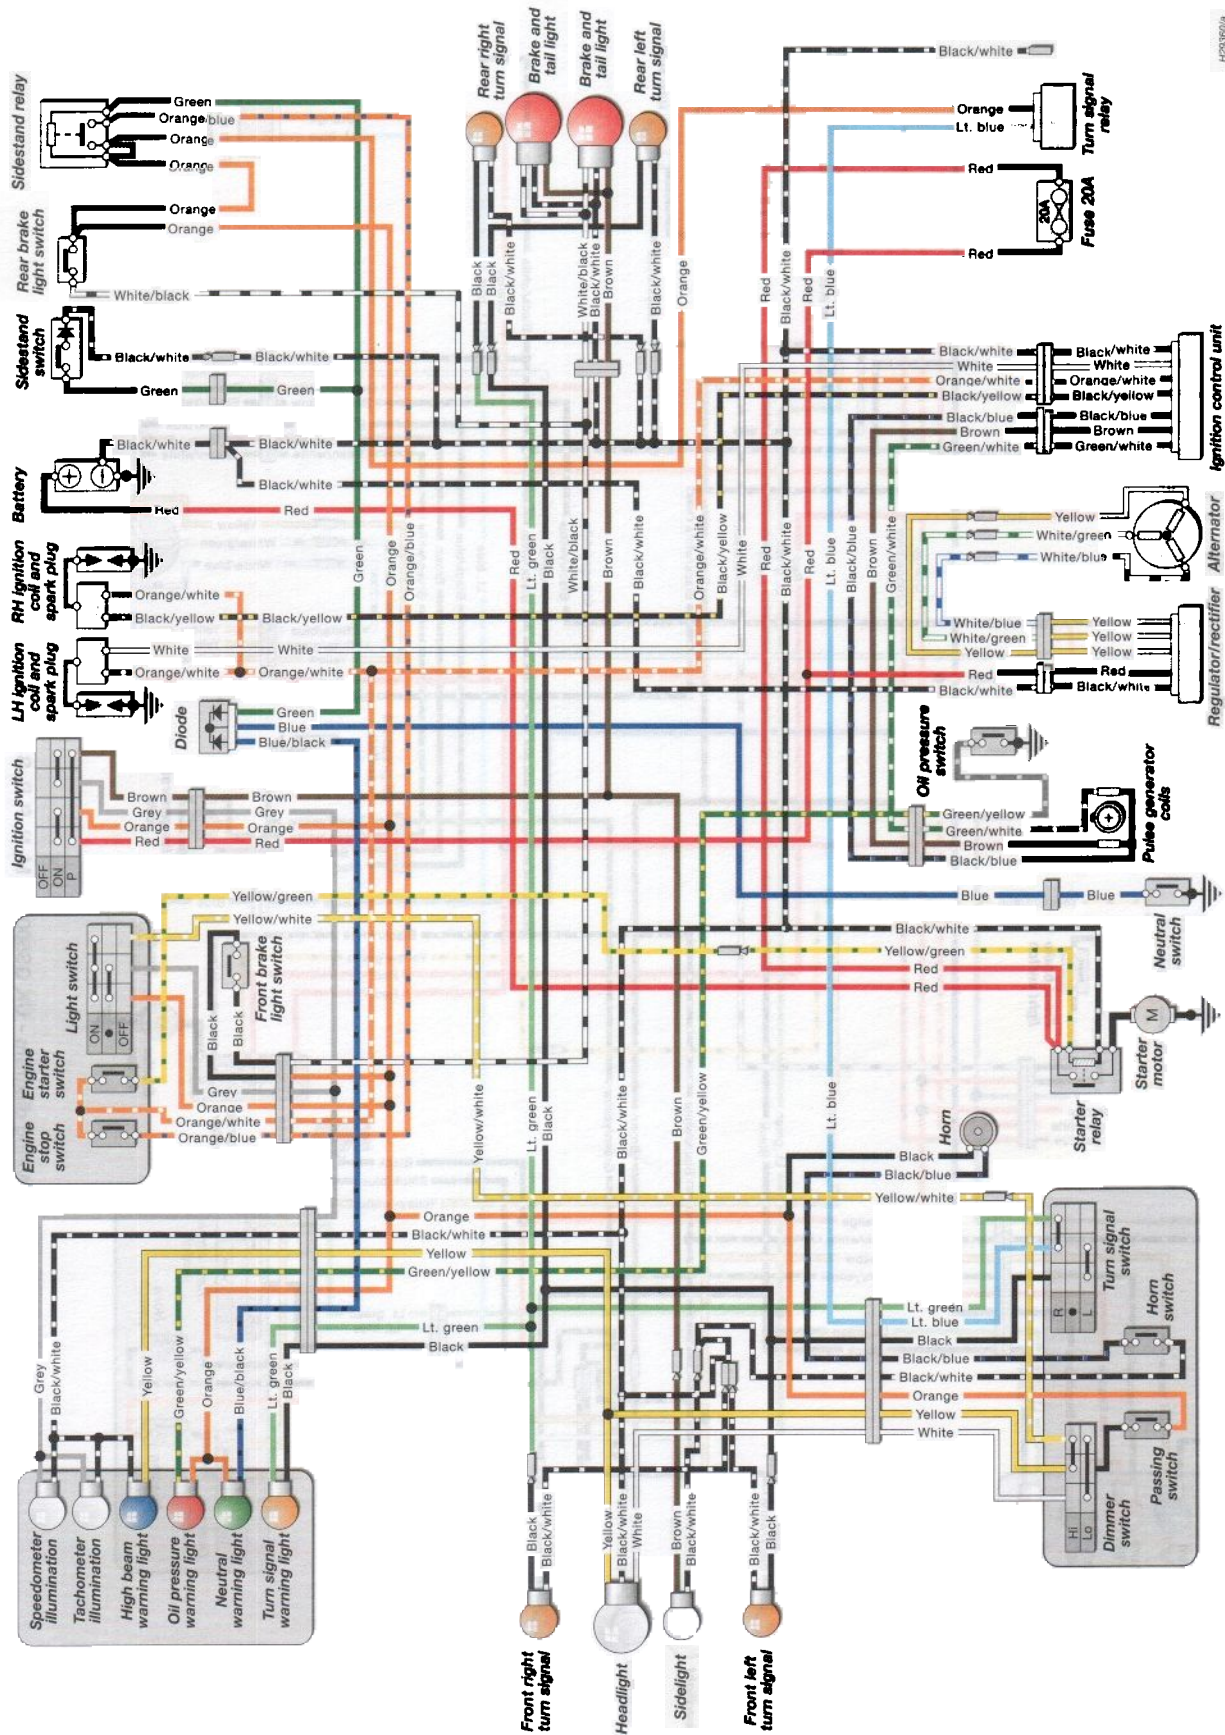 H29360/a
Sidestand relay
Green
Orange/blue
Orange
Orange
Rear brake
light switch
Orange
Orange
White/black
Sidestand
switch
Black/white
Black/white
Green
Green
Battery
Black/white
Black/white
Black/white
Red
Red
RH ignition
coil and
spark plug
Orange/white
Black/yellow
Black/yellow
LH ignition
coil and
spark plug
White
White
Orange/white
Orange/white
Diode
Green
Blue
Blue/black
Ignition switch
OFF
ON
P
Brown
Grey
Orange
Red
Brown
Grey
Orange
Red
Yellow/green
Yellow/white
Light switch
ON
●
OFF
Front brake
light switch
Black
Black
Engine
starter
switch
Engine
stop
switch
Grey
Orange
Orange/white
Orange/blue
Rear right
turn signal
Brake and
tail light
Brake and
tail light
Rear left
turn signal
Black
Black
Black/white
White/black
Black/white
Brown
Black/white
Orange
Red
Black/white
Red
Lt. blue
Black/white
Orange
Lt. blue
Turn signal
relay
Red
20A
Red
Fuse 20A
Black/white
White
Orange/white
Black/yellow
Black/blue
Brown
Green/white
Black/white
White
Orange/white
Black/yellow
Black/blue
Brown
Green/white
Ignition control unit
Green
Orange
Orange/blue
Red
Lt. green
Black
White/black
Brown
Black/white
Orange/white
Black/yellow
White
Red
Black/white
Red
Lt. blue
Black/blue
Brown
Green/white
Yellow
White/green
White/blue
Alternator
White/blue
White/green
Yellow
Yellow
Yellow
Yellow
Red
Black/white
Red
Black/white
Regulator/rectifier
Oil pressure
switch
Green/yellow
Green/white
Brown
Black/blue
Pulse generator
coils
Blue
Blue
Neutral
switch
Black/white
Yellow/green
Red
Red
M
Starter
motor
Starter
relay
Horn
Black
Black/blue
Yellow/white
Yellow/white
Lt. green
Black
Black/white
Brown
Green/yellow
Lt. blue
Orange
Black/white
Yellow
Green/yellow
Lt. green
Black
Grey
Black/white
Yellow
Green/yellow
Orange
Blue/black
Lt. green
Black
Speedometer
illumination
Tachometer
illumination
High beam
warning light
Oil pressure
warning light
Neutral
warning light
Turn signal
warning light
Lt. green
Lt. blue
Black
Black/blue
Black/white
Orange
Yellow
White
Turn signal
switch
R
●
L
Horn
switch
Passing
switch
Dimmer
switch
Hi
Lo
Black
Black/white
Yellow
Black/white
White
Brown
Black/white
Black/white
Black
Front right
turn signal
Headlight
Sidelight
Front left
turn signal